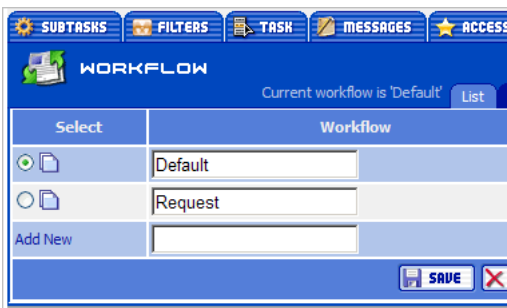 SUBTASKS FILTERS TASK MESSAGES ACCESS
WORKFLOW
Current workflow is 'Default' List
Select Workflow
Default
Request
Add New
SAVE